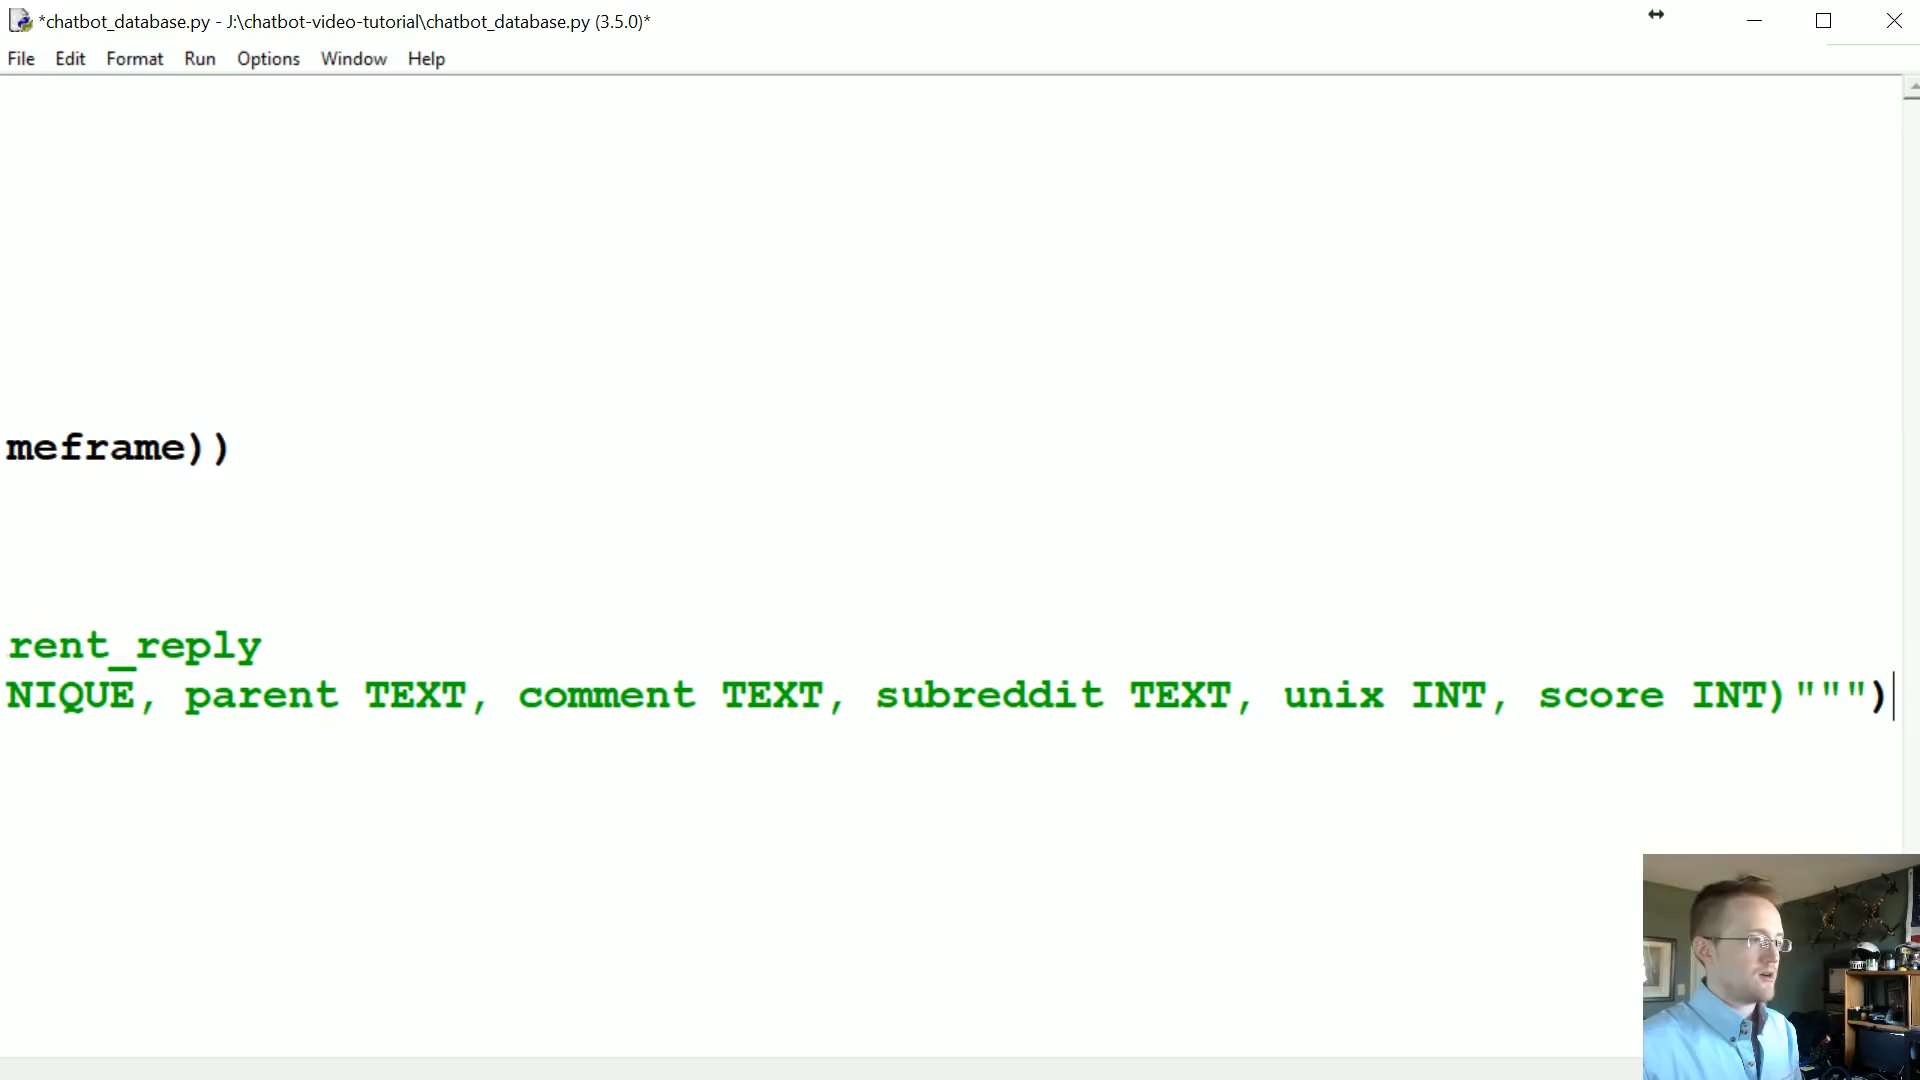 *chatbot_database.py - J:\chatbot-video-tutorial\chatbot_database.py (3.5.0)*
File Edit Format Run Options Window Help
meframe))
rent_reply
NIQUE, parent TEXT, comment TEXT, subreddit TEXT, unix INT, score INT)""")